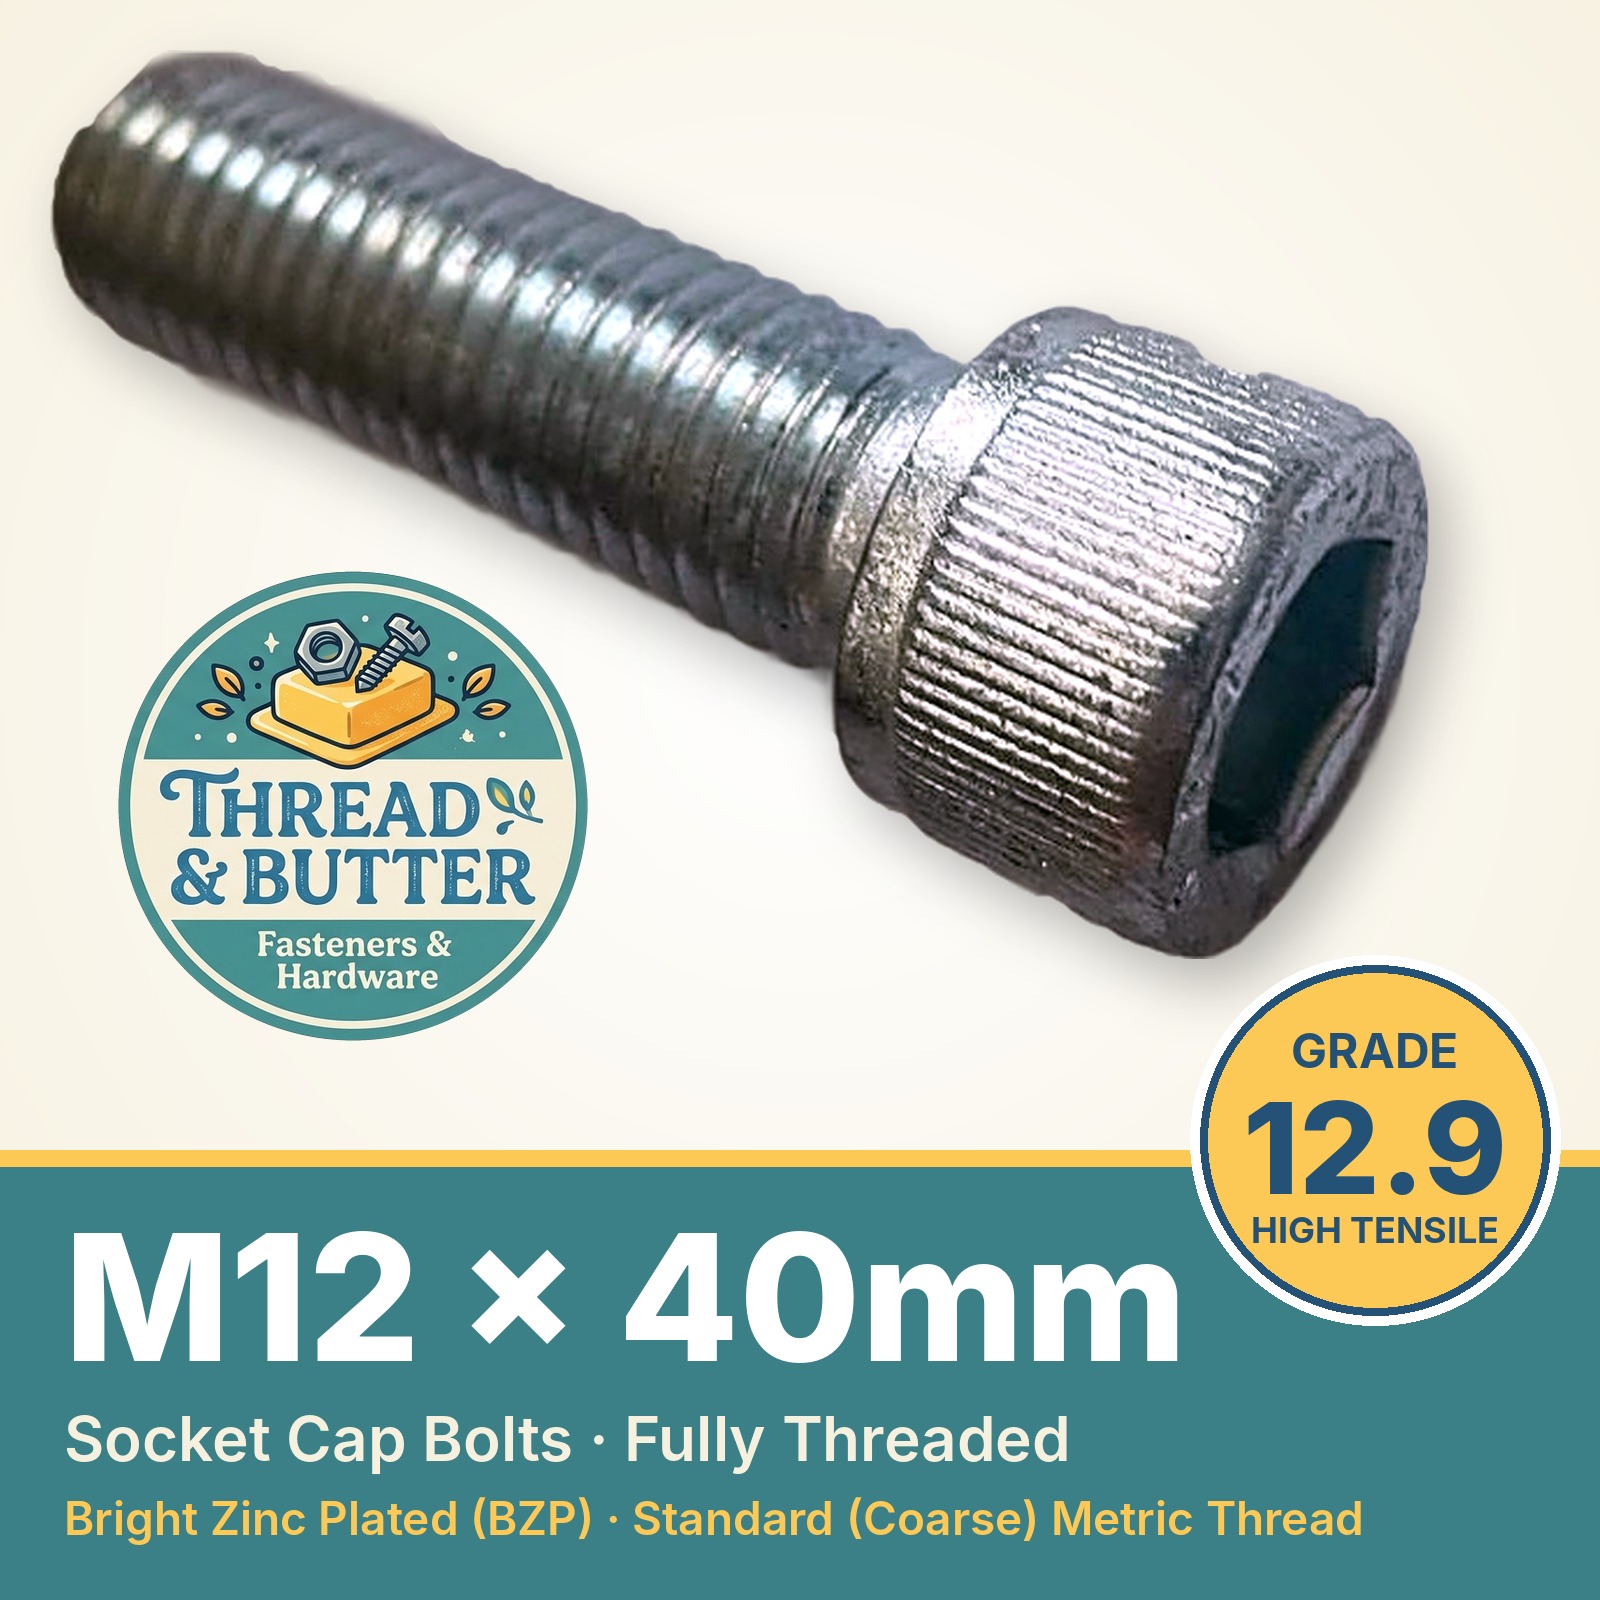 THREAD
& BUTTER
Fasteners &
Hardware
GRADE
12.9
HIGH TENSILE
M12 × 40mm
Socket Cap Bolts · Fully Threaded
Bright Zinc Plated (BZP) · Standard (Coarse) Metric Thread